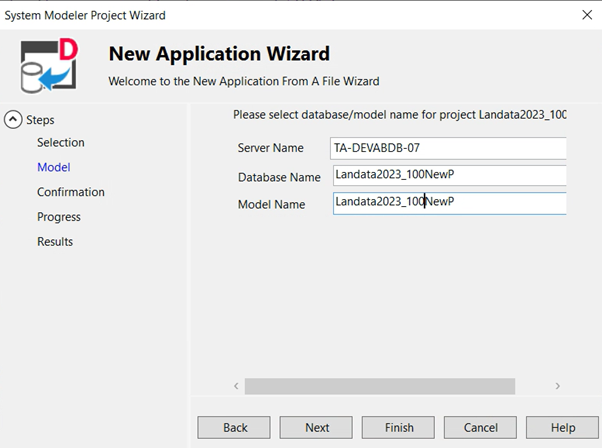 System Modeler Project Wizard
D
New Application Wizard
Welcome to the New Application From A File Wizard
Steps
Selection
Model
Confirmation
Progress
Results
Please select database/model name for project Landata2023_100
Server Name TA-DEVABDB-07
Database Name Landata2023_100NewP
Model Name Landata2023_100NewP
Back Next Finish Cancel Help